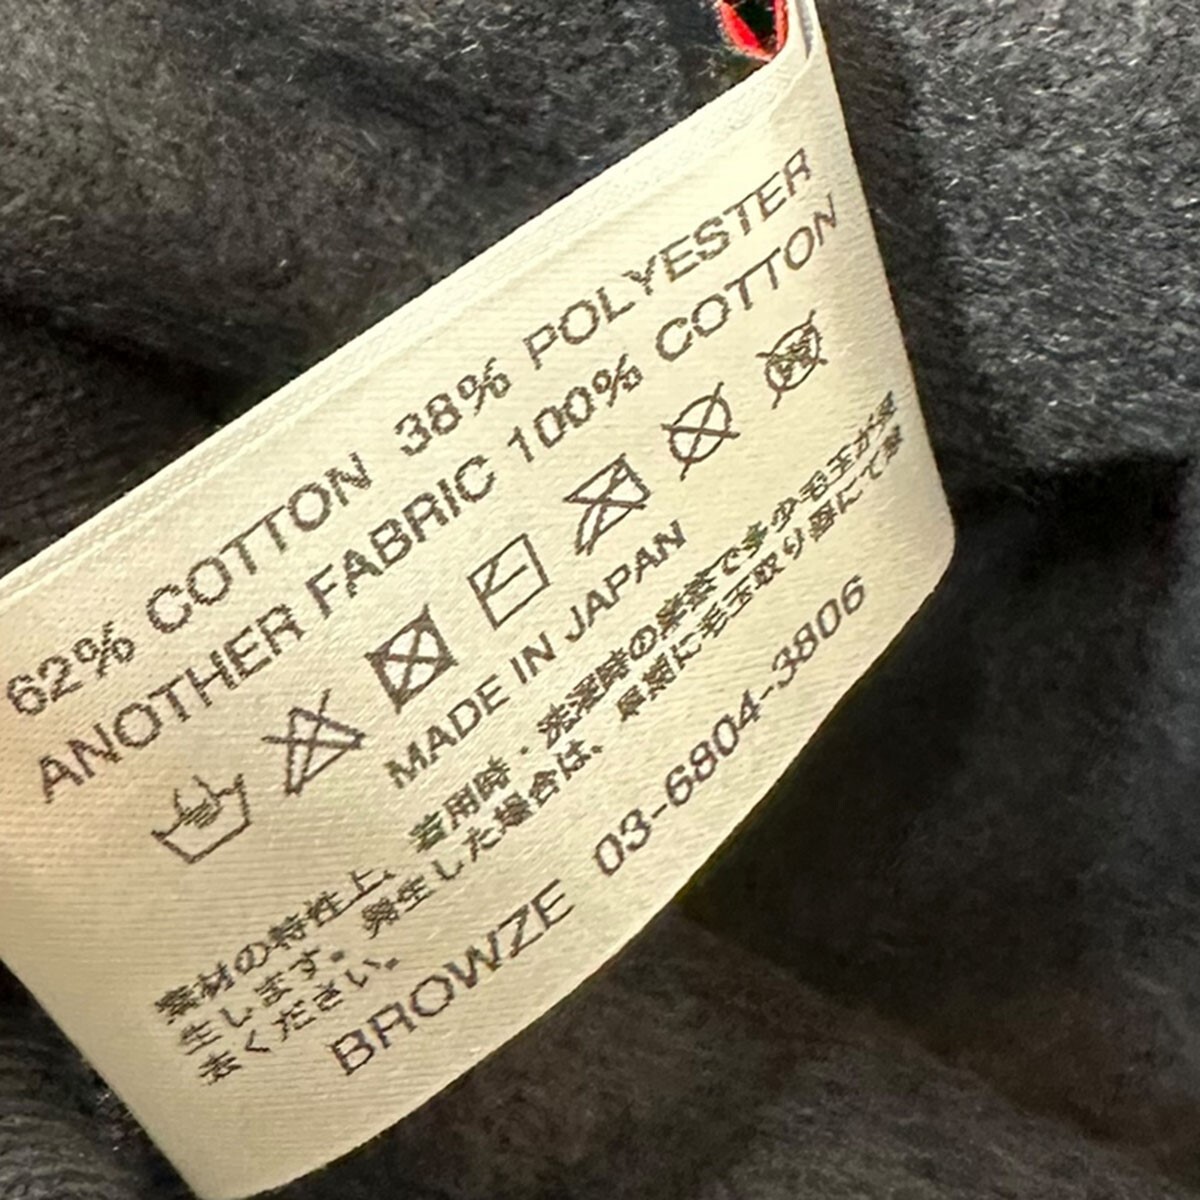 62% COTTON 38% POLYESTER
ANOTHER FABRIC 100% COTTON
MADE IN JAPAN
素材の特性上、着用時・洗濯時の摩擦で多少毛玉が発
生します。発生した場合は、早期に毛玉取り器にて除
去ください。
BROWZE 03-6804-3806